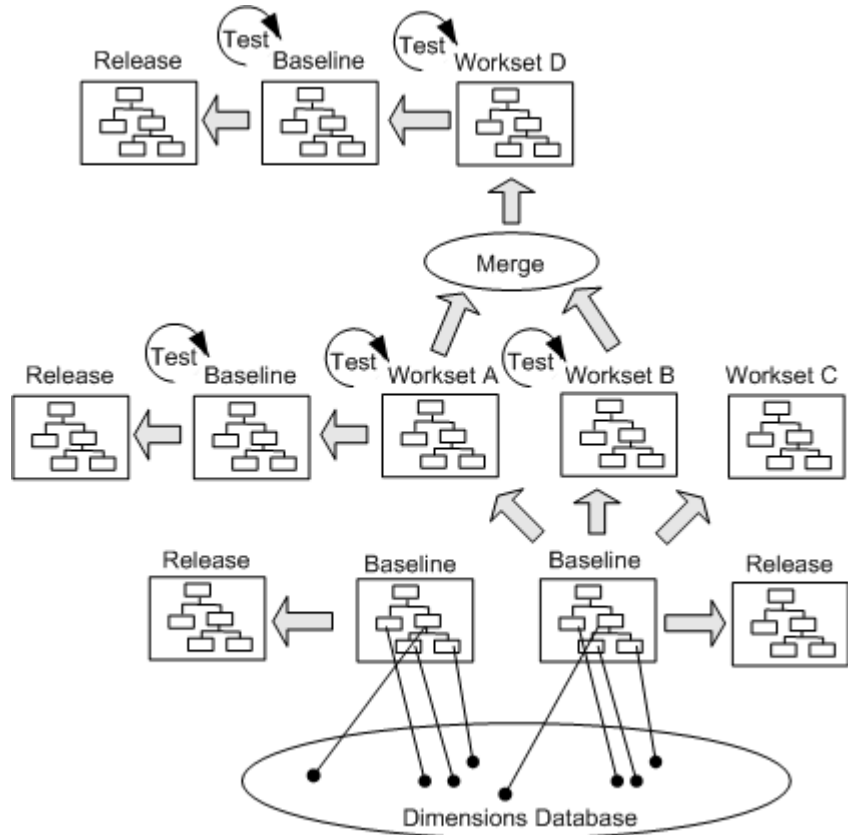 Test
Test
Release
Baseline
Workset D
Merge
Test
Test
Test
Release
Baseline
Workset A
Workset B
Workset C
Release
Baseline
Baseline
Release
Dimensions Database